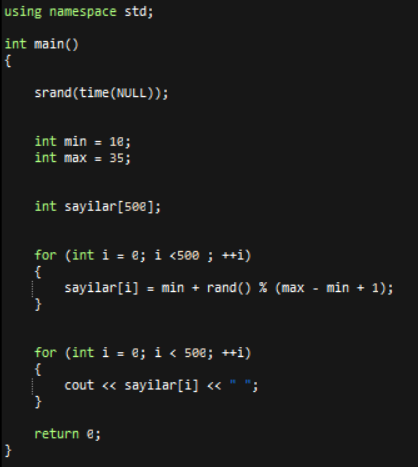 using namespace std;
int main()
{
srand(time(NULL));
int min = 10;
int max = 35;
int sayilar[500];
for (int i = 0; i <500 ; ++i)
{
sayilar[i] = min + rand() % (max - min + 1);
}
for (int i = 0; i < 500; ++i)
{
cout << sayilar[i] << " ";
}
return 0;
}